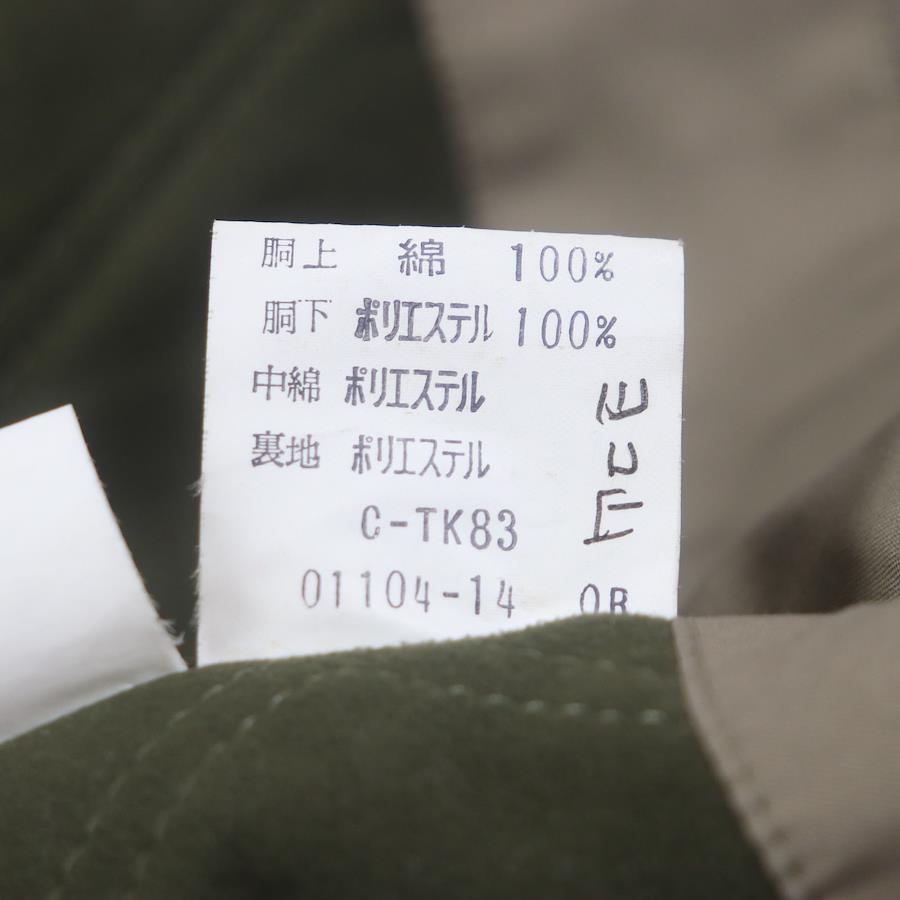 胴上 綿 100%
胴下 ポリエステル 100%
中綿 ポリエステル
裏地 ポリエステル
C-TK83
01104-14 OR